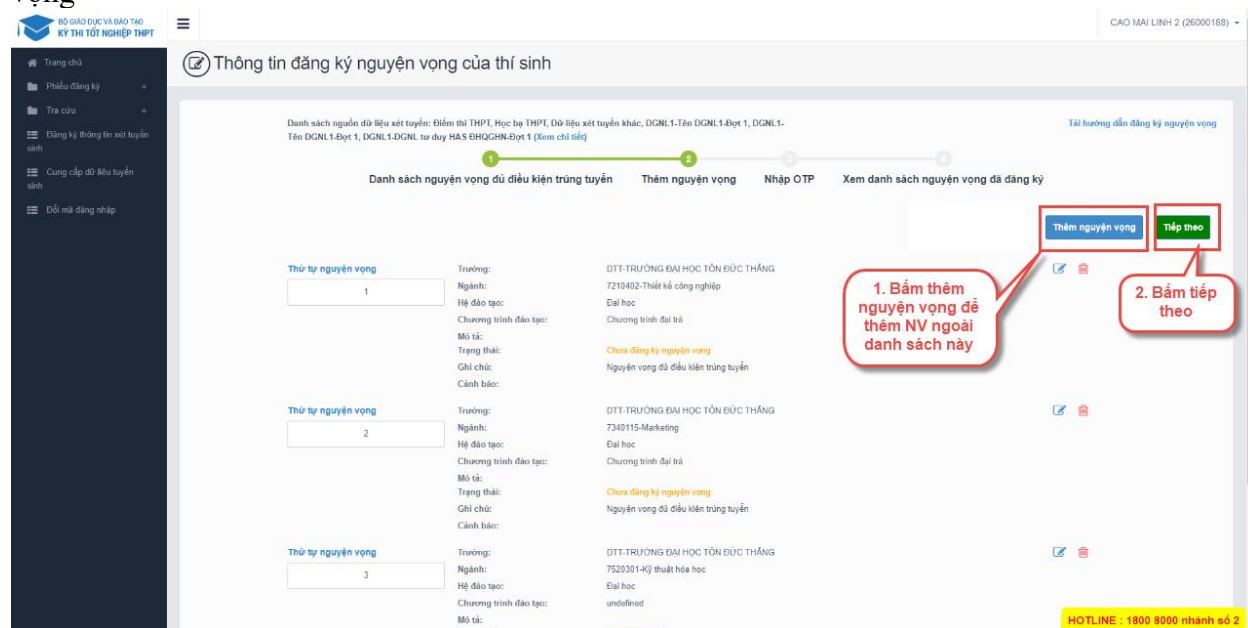 vọng
BỘ GIÁO DỤC VÀ ĐÀO TẠO
KỲ THI TỐT NGHIỆP THPT
CAO MAI LINH 2 (26000188)
Trang chủ
Phiếu đăng ký +
Tra cứu +
Đăng ký thông tin xét tuyển
sinh
Cung cấp dữ liệu tuyển
sinh
Đổi mã đăng nhập
Thông tin đăng ký nguyện vọng của thí sinh
Danh sách nguồn dữ liệu xét tuyển: Điểm thi THPT, Học bạ THPT, Dữ liệu xét tuyển khác, DGNL1-Tên DGNL1-Đợt 1, DGNL1-
Tên DGNL1-Đợt 1, DGNL1-DGNL tư duy HAS ĐHQGHN-Đợt 1 (Xem chi tiết)
Tải hướng dẫn đăng ký nguyện vọng
1 2 3 4
Danh sách nguyện vọng đủ điều kiện trúng tuyển Thêm nguyện vọng Nhập OTP Xem danh sách nguyện vọng đã đăng ký
Thêm nguyện vọng Tiếp theo
1. Bấm thêm
nguyện vọng để
thêm NV ngoài
danh sách này
2. Bấm tiếp
theo
Thứ tự nguyện vọng
1
Trường: DTT-TRƯỜNG ĐẠI HỌC TÔN ĐỨC THẮNG
Ngành: 7210402-Thiết kế công nghiệp
Hệ đào tạo: Đại học
Chương trình đào tạo: Chương trình đại trà
Mô tả:
Trạng thái: Chưa đăng ký nguyện vọng
Ghi chú: Nguyện vọng đủ điều kiện trúng tuyển
Cảnh báo:
Thứ tự nguyện vọng
2
Trường: DTT-TRƯỜNG ĐẠI HỌC TÔN ĐỨC THẮNG
Ngành: 7340115-Marketing
Hệ đào tạo: Đại học
Chương trình đào tạo: Chương trình đại trà
Mô tả:
Trạng thái: Chưa đăng ký nguyện vọng
Ghi chú: Nguyện vọng đủ điều kiện trúng tuyển
Cảnh báo:
Thứ tự nguyện vọng
3
Trường: DTT-TRƯỜNG ĐẠI HỌC TÔN ĐỨC THẮNG
Ngành: 7520301-Kỹ thuật hóa học
Hệ đào tạo: Đại học
Chương trình đào tạo: undefined
Mô tả:
HOTLINE : 1800 8000 nhánh số 2